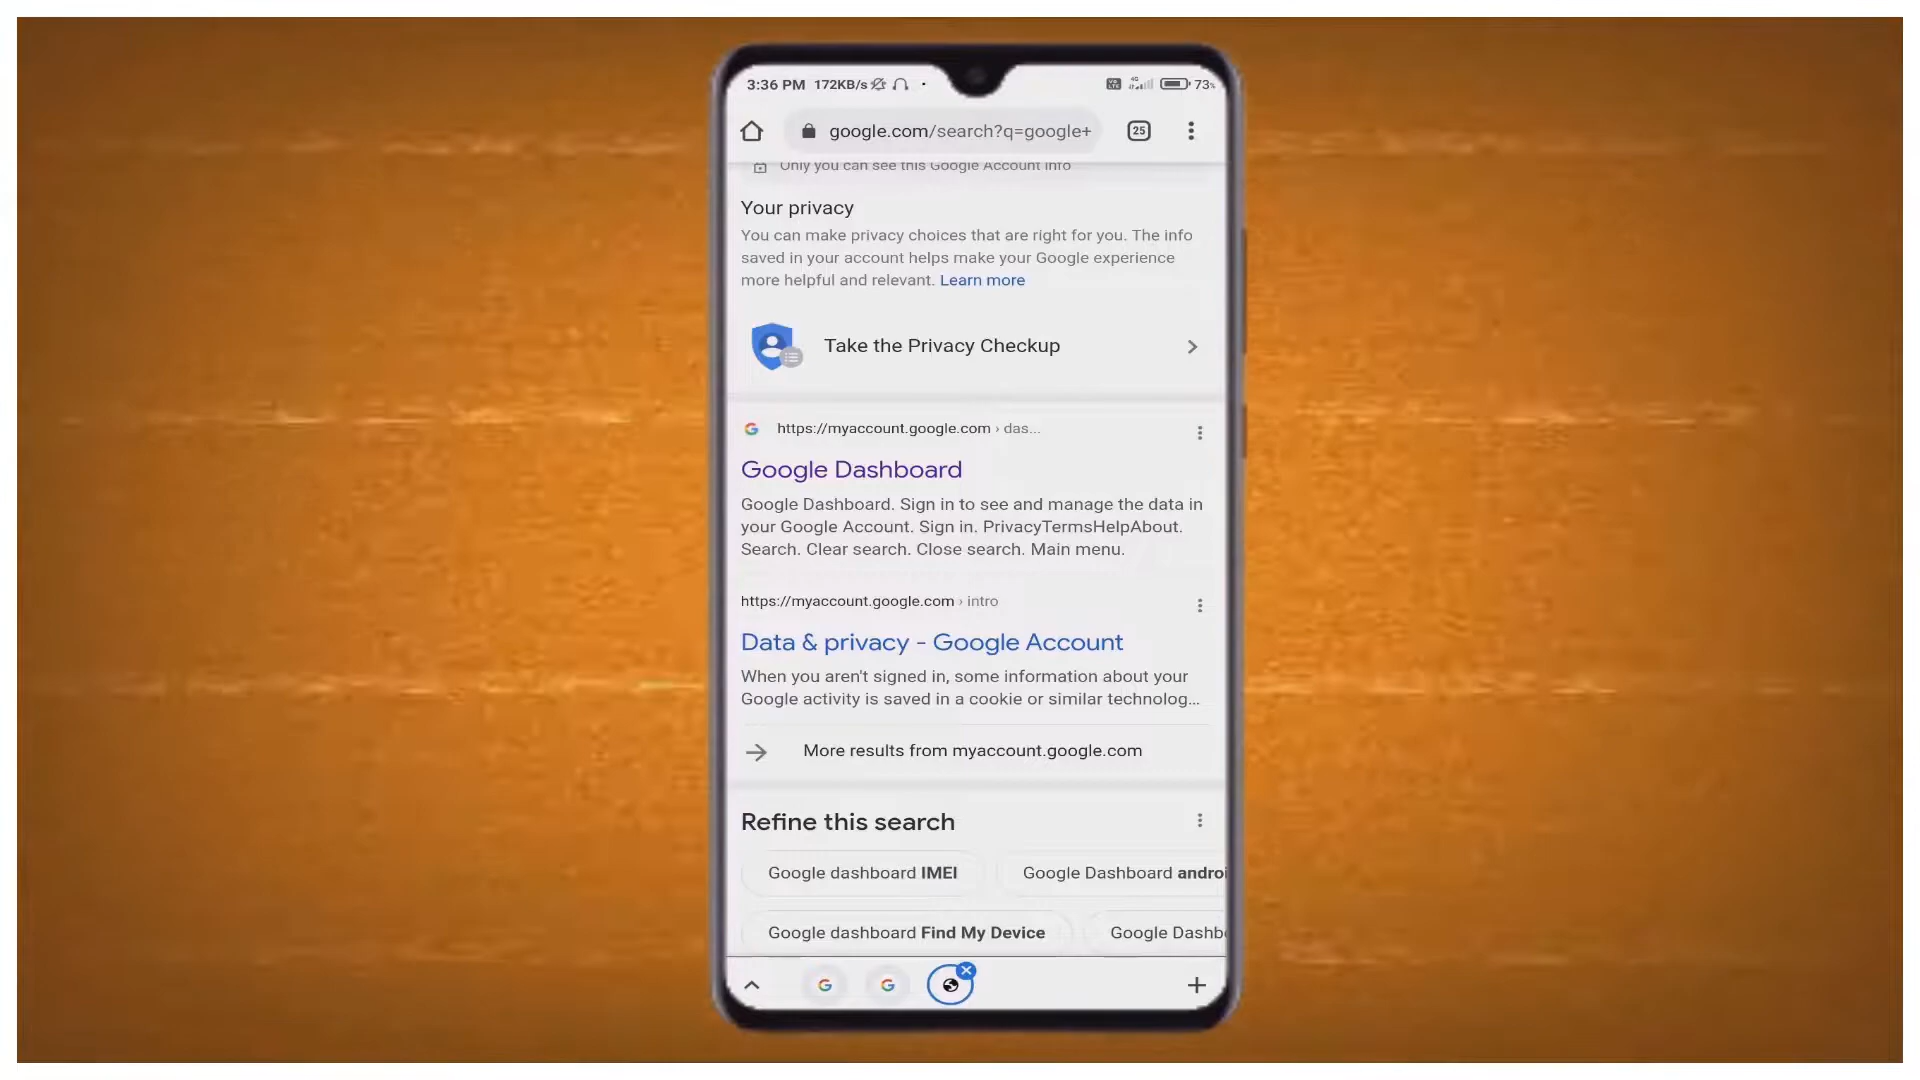 3:36 PM 172KB/s 4G 73%
google.com/search?q=google+ 25
Only you can see this Google Account info
Your privacy
You can make privacy choices that are right for you. The info
saved in your account helps make your Google experience
more helpful and relevant. Learn more
Take the Privacy Checkup
https://myaccount.google.com › das...
Google Dashboard
Google Dashboard. Sign in to see and manage the data in
your Google Account. Sign in. PrivacyTermsHelpAbout.
Search. Clear search. Close search. Main menu.
https://myaccount.google.com › intro
Data & privacy - Google Account
When you aren't signed in, some information about your
Google activity is saved in a cookie or similar technolog...
More results from myaccount.google.com
Refine this search
Google dashboard IMEI Google Dashboard androi
Google dashboard Find My Device Google Dashb